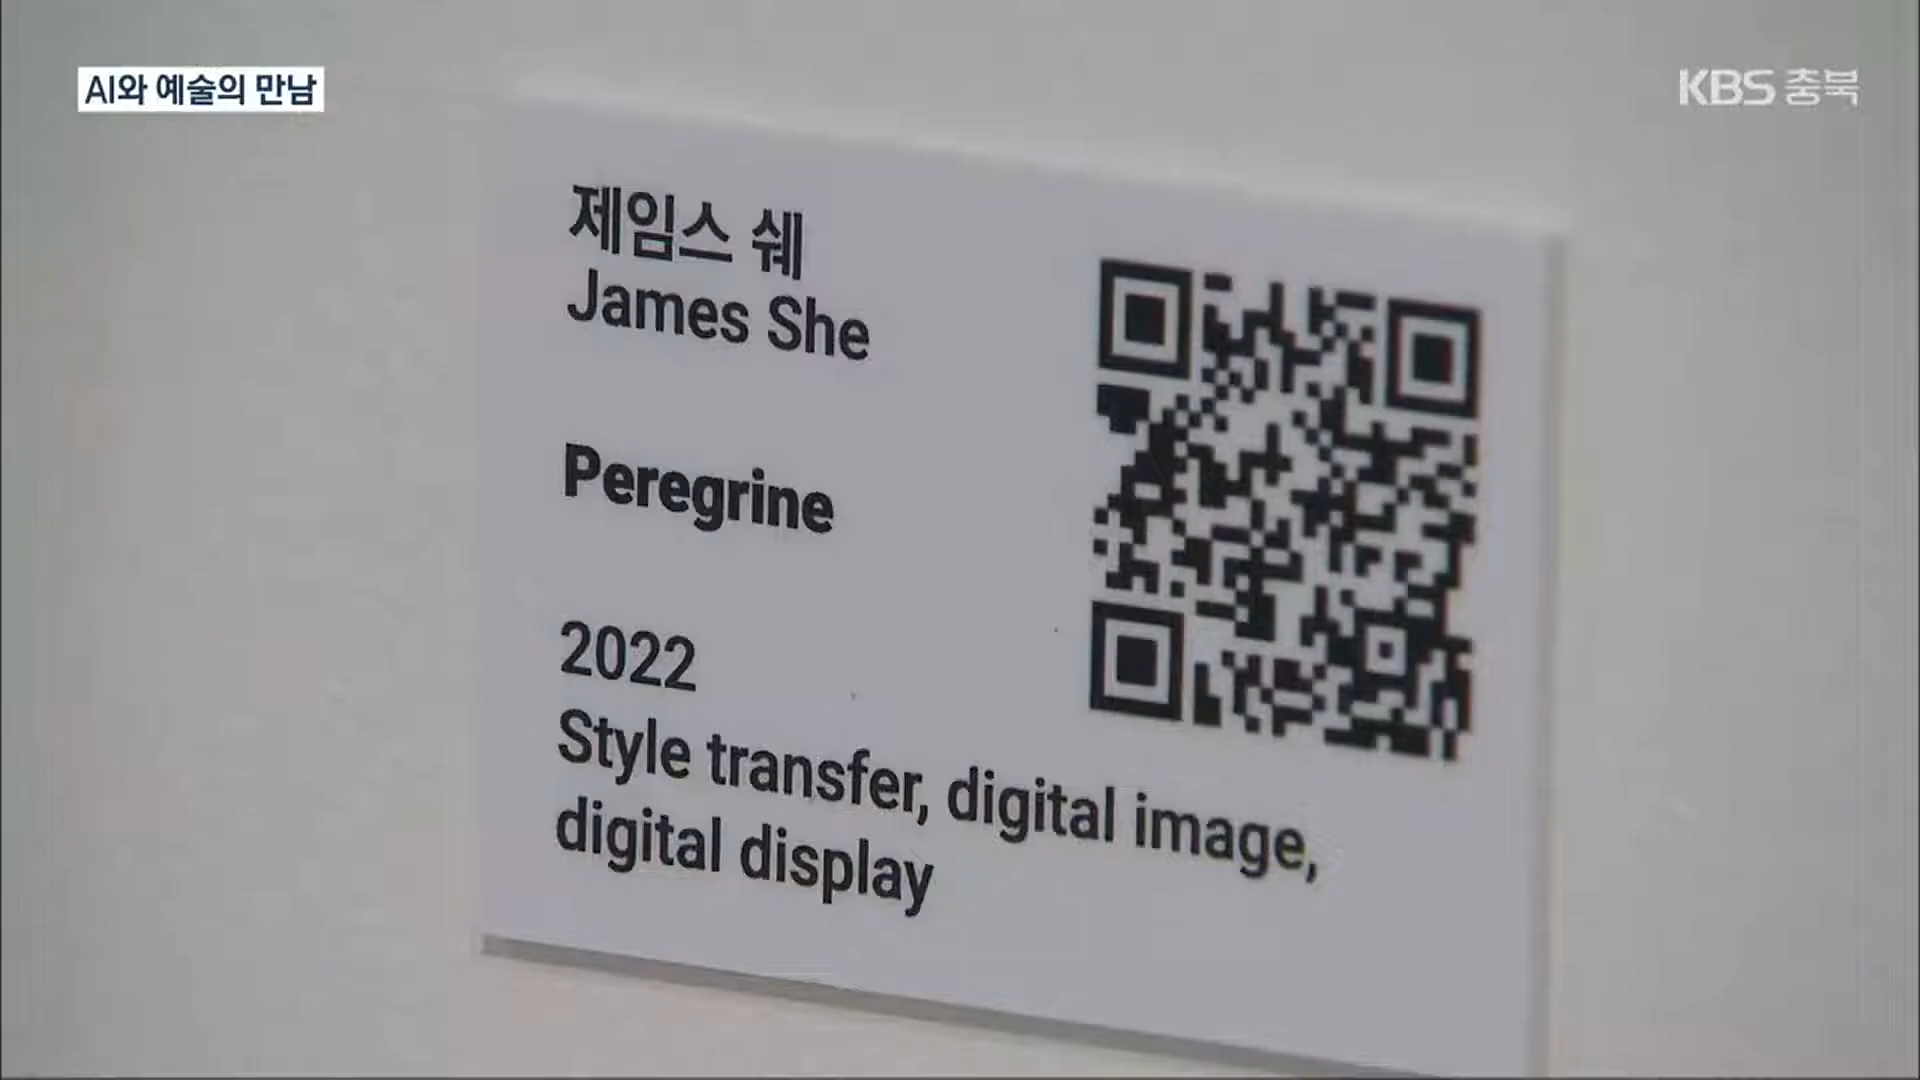 AI와 예술의 만남
KBS 충북
제임스 쉐
James She
Peregrine
2022
Style transfer, digital image,
digital display